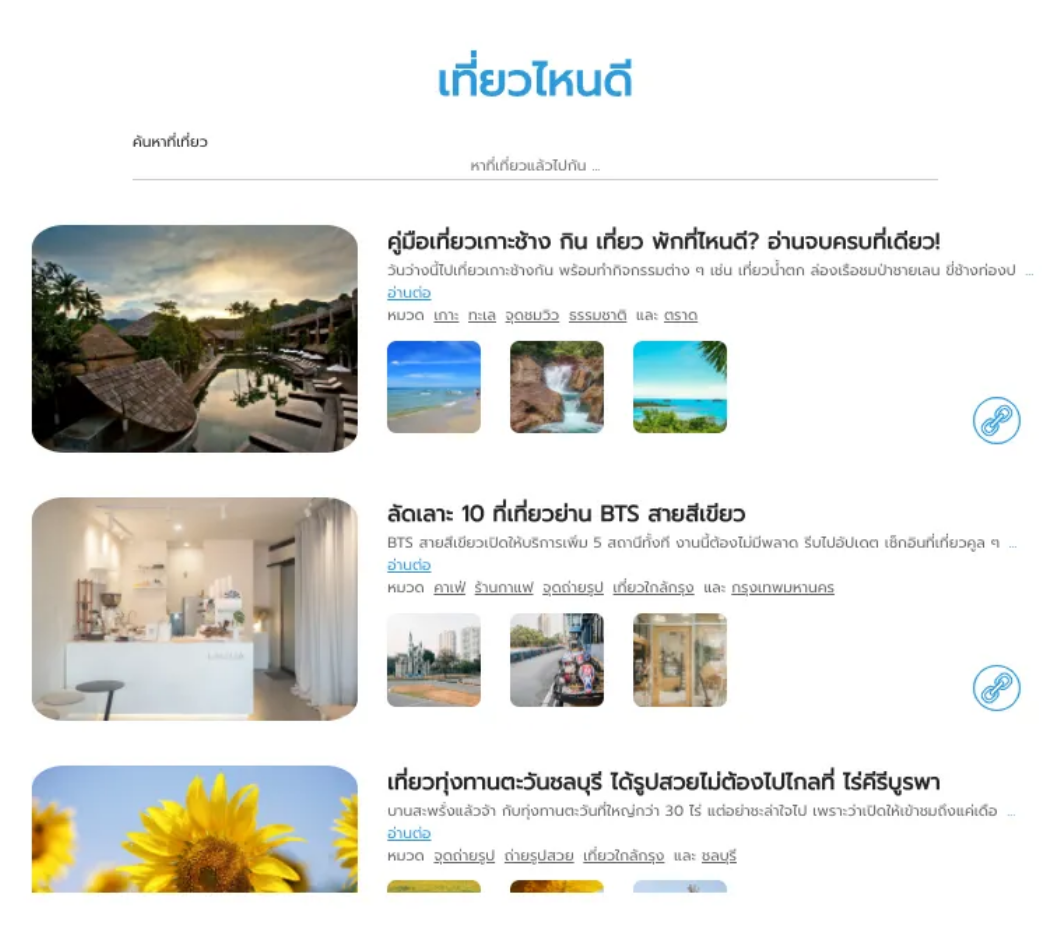 เที่ยวไหนดี
ค้นหาที่เที่ยว
หาที่เที่ยวแล้วไปกัน ...
คู่มือเที่ยวเกาะช้าง กิน เที่ยว พักที่ไหนดี? อ่านจบครบที่เดียว!
วันว่างนี้ไปเที่ยวเกาะช้างกัน พร้อมทำกิจกรรมต่าง ๆ เช่น เที่ยวน้ำตก ล่องเรือชมป่าชายเลน ขี่ช้างท่องป ...
อ่านต่อ
หมวด เกาะ ทะเล จุดชมวิว ธรรมชาติ และ ตราด
ลัดเลาะ 10 ที่เที่ยวย่าน BTS สายสีเขียว
BTS สายสีเขียวเปิดให้บริการเพิ่ม 5 สถานีทั้งที งานนี้ต้องไม่มีพลาด รีบไปอัปเดต เช็กอินที่เที่ยวคูล ๆ ...
อ่านต่อ
หมวด คาเฟ่ ร้านกาแฟ จุดถ่ายรูป เที่ยวใกล้กรุง และ กรุงเทพมหานคร
เที่ยวทุ่งทานตะวันชลบุรี ได้รูปสวยไม่ต้องไปไกลที่ ไร่คีรีบูรพา
บานสะพรั่งแล้วจ้า กับทุ่งทานตะวันที่ใหญ่กว่า 30 ไร่ แต่อย่าชะล่าใจไป เพราะว่าเปิดให้เข้าชมถึงแค่เดือ ...
อ่านต่อ
หมวด จุดถ่ายรูป ถ่ายรูปสวย เที่ยวใกล้กรุง และ ชลบุรี